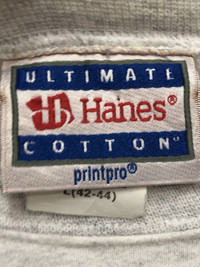 ULTIMATE
Hanes®
COTTON®
printpro®
L(42-44)